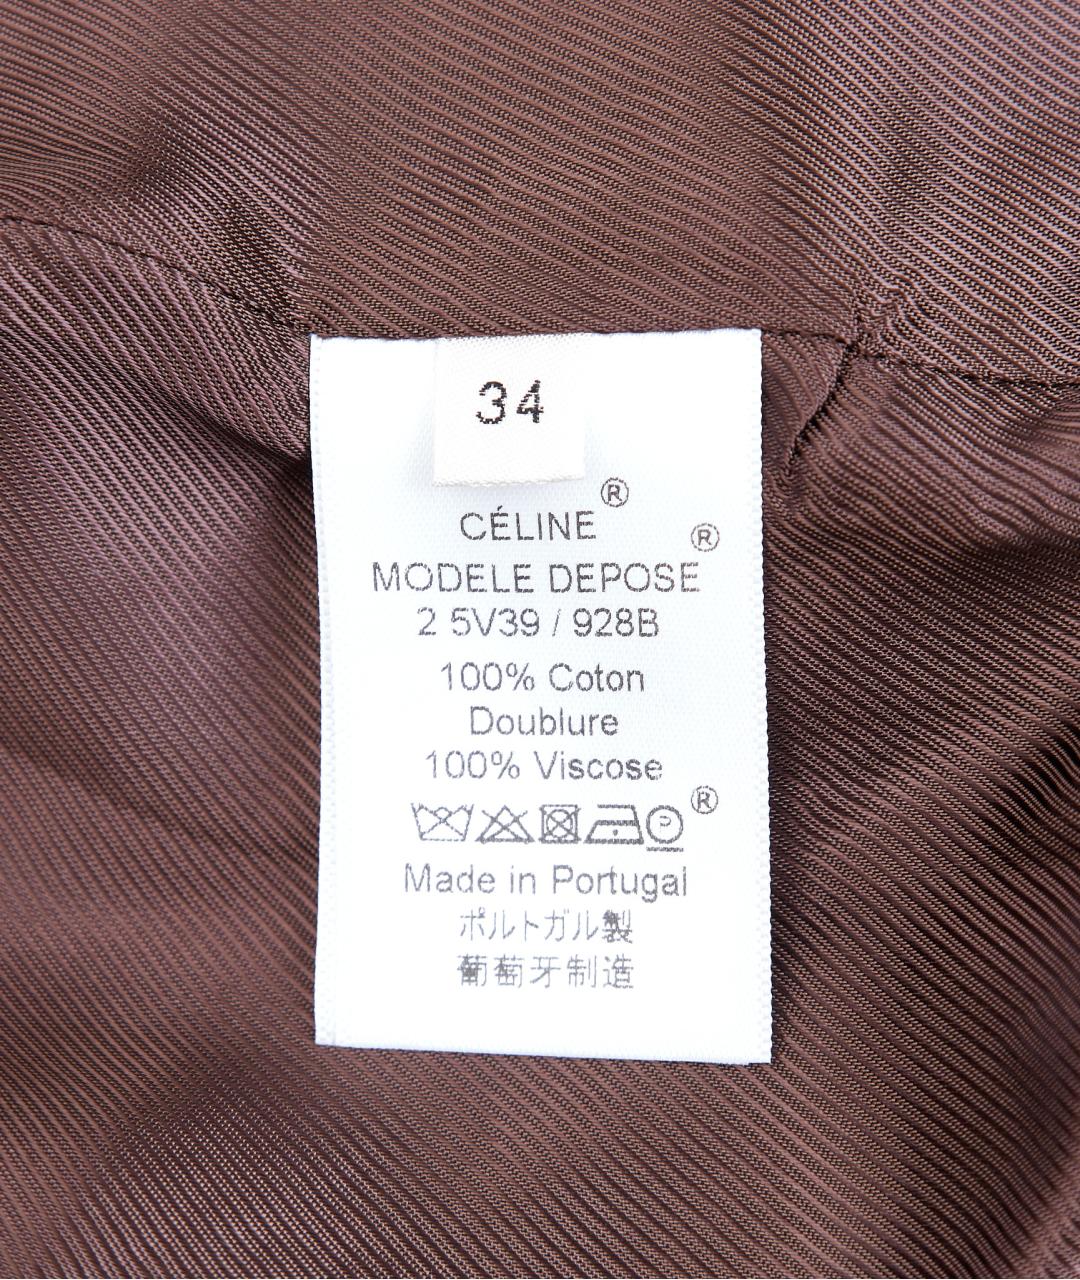 34
CÉLINE®
MODELE DEPOSE®
2 5V39 / 928B
100% Coton
Doublure
100% Viscose
P ®
Made in Portugal
ポルトガル製
葡萄牙制造